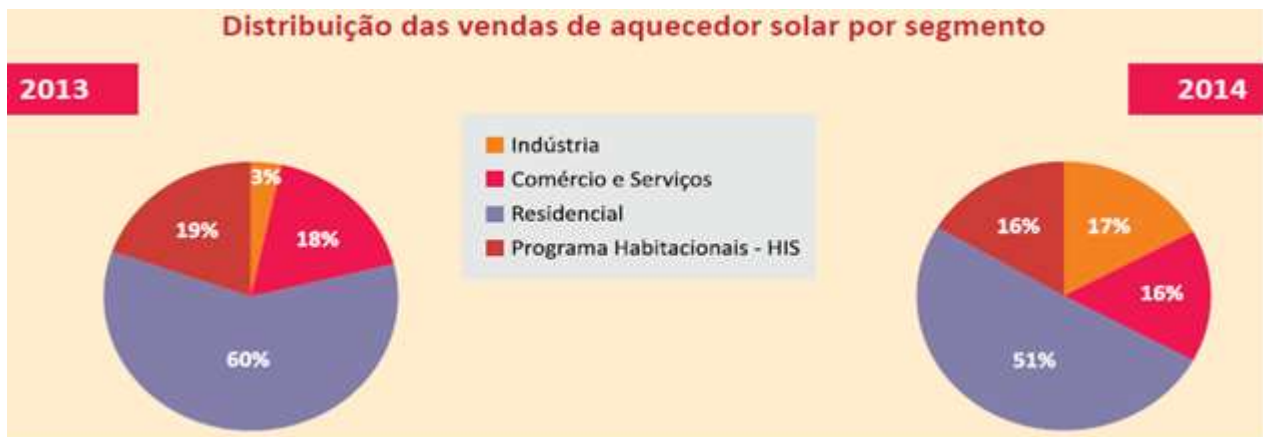 Distribuição das vendas de aquecedor solar por segmento
2013
2014
Indústria
Comércio e Serviços
Residencial
Programa Habitacionais - HIS
3%
18%
60%
19%
17%
16%
51%
16%